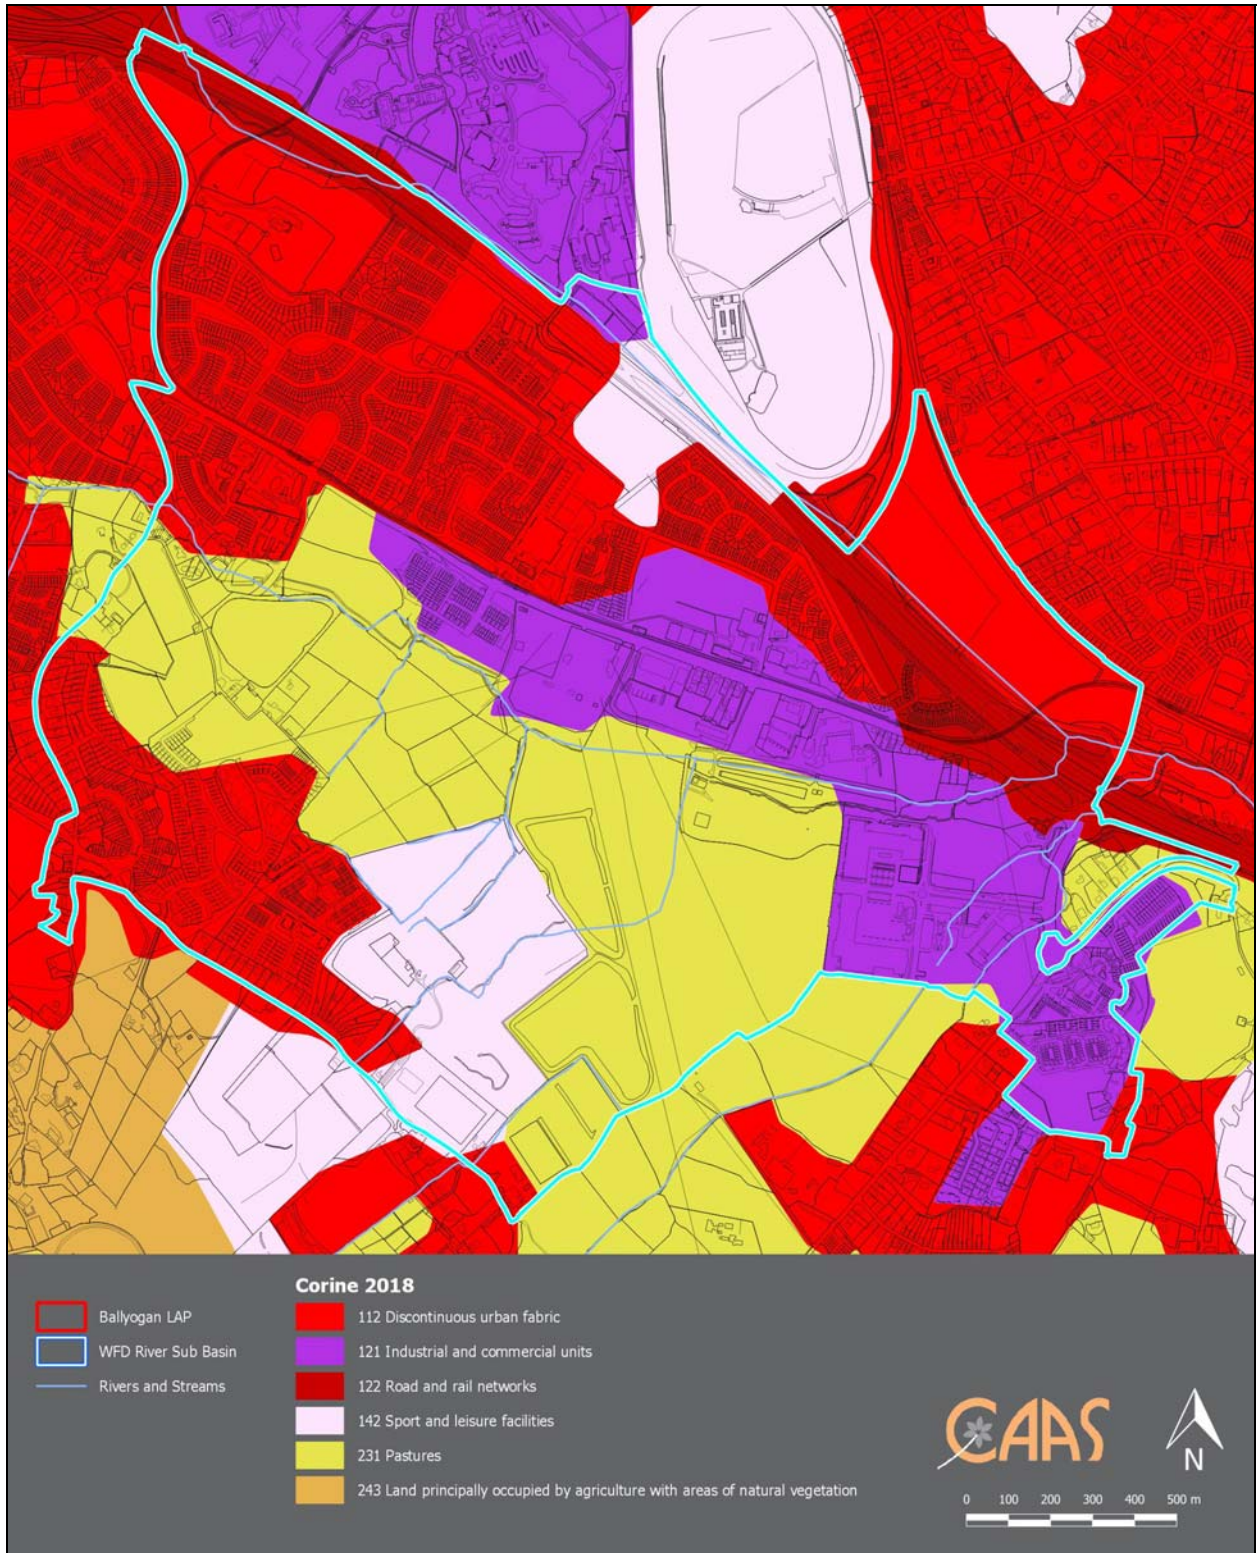 Corine 2018
Ballyogan LAP
WFD River Sub Basin
Rivers and Streams
112 Discontinuous urban fabric
121 Industrial and commercial units
122 Road and rail networks
142 Sport and leisure facilities
231 Pastures
243 Land principally occupied by agriculture with areas of natural vegetation
CAAS
N
0 100 200 300 400 500 m